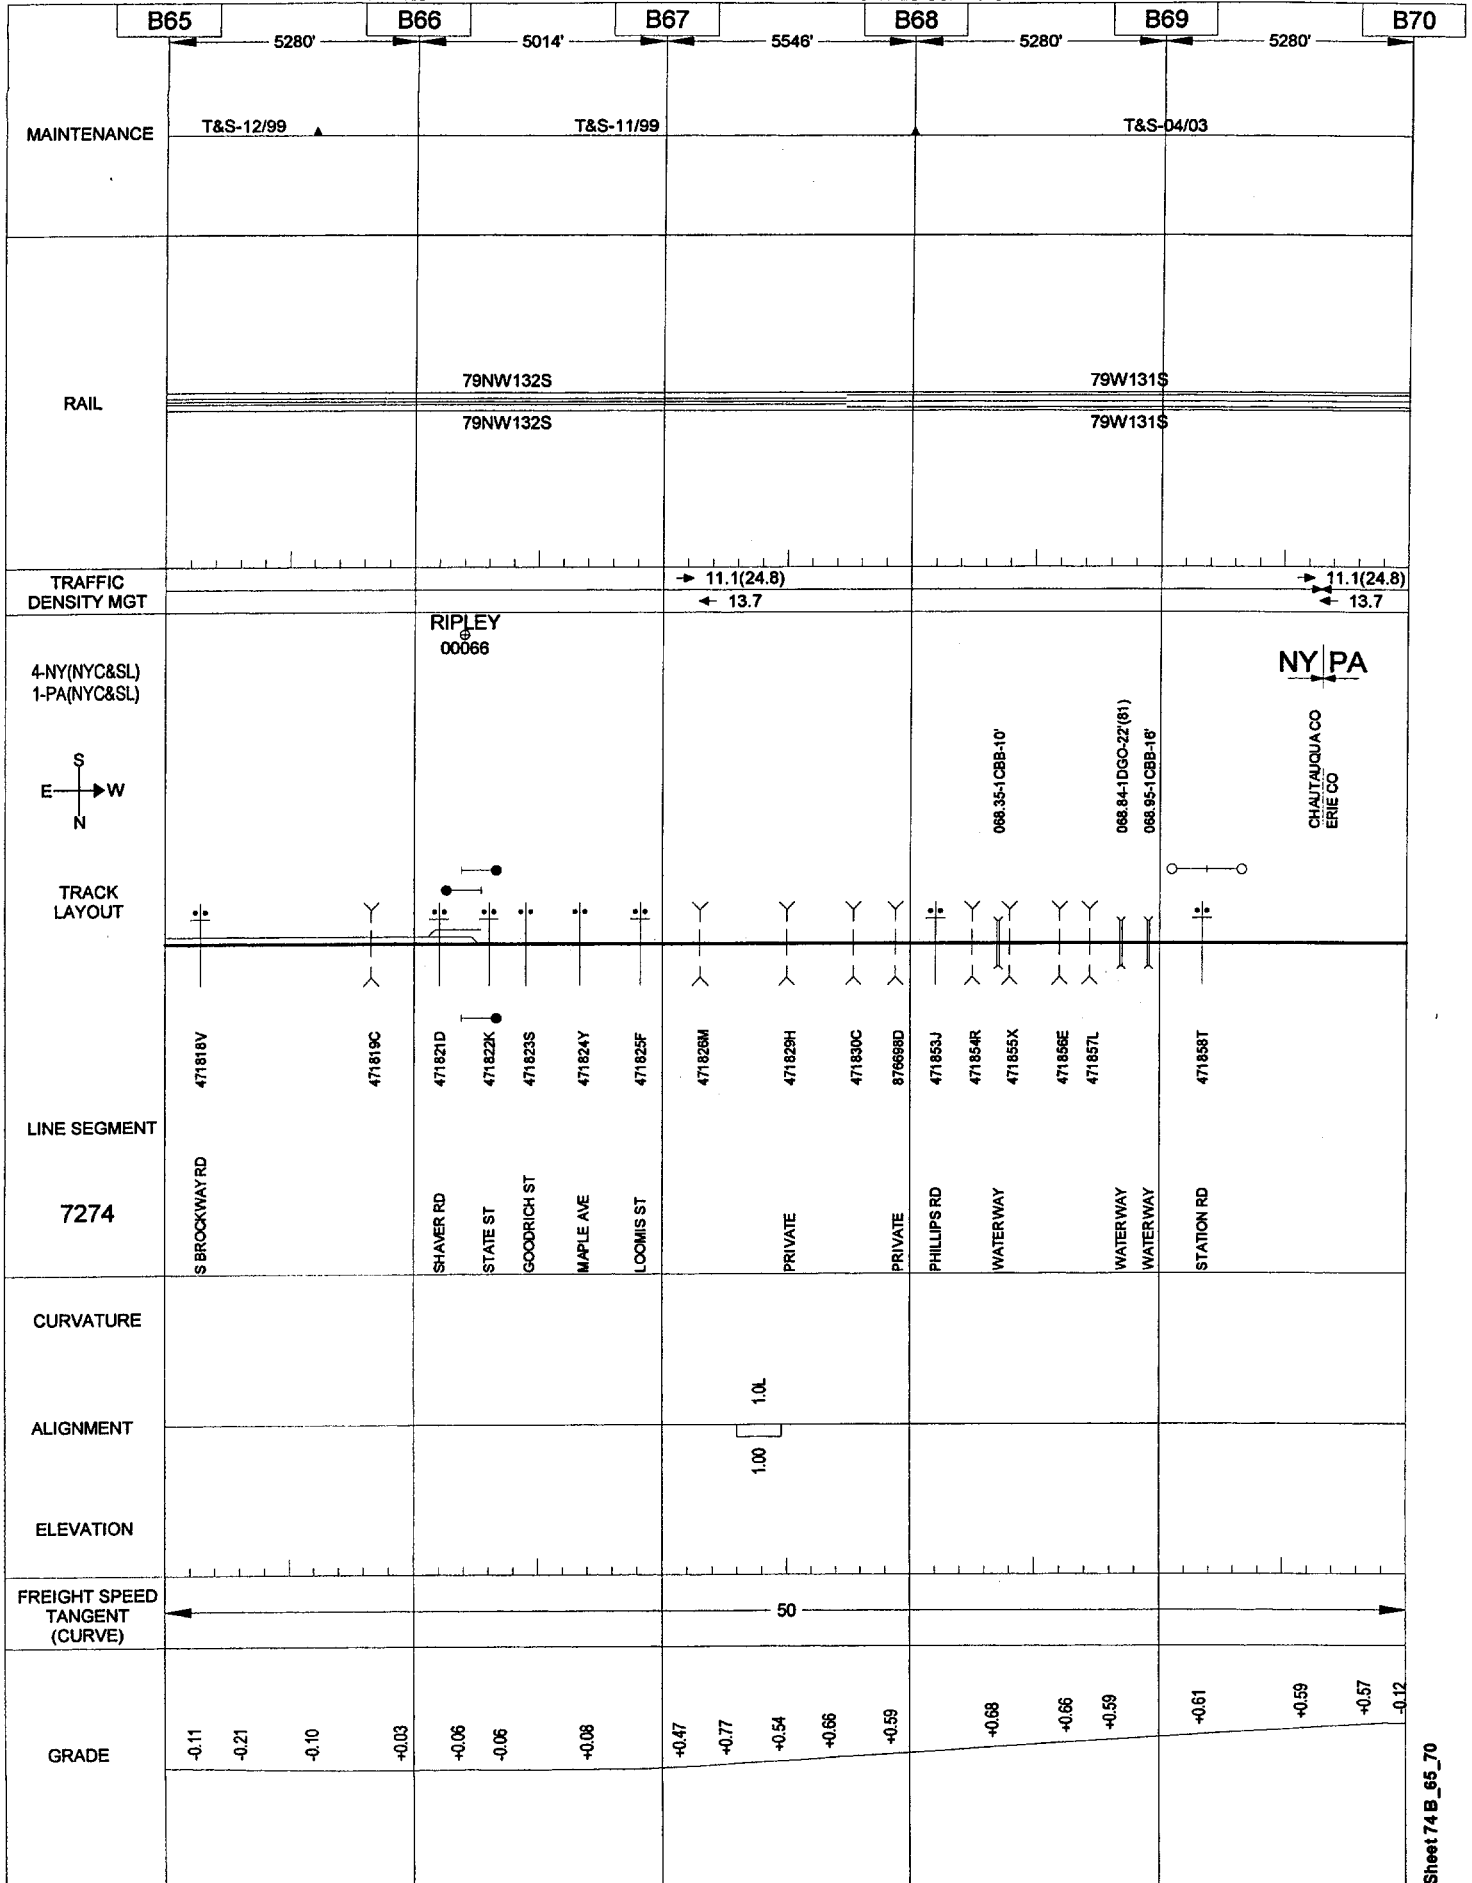 B65 B66 B67 B68 B69 B70
5280' 5014' 5546' 5280' 5280'
MAINTENANCE
T&S-12/99 T&S-11/99 T&S-04/03
79NW132S 79W131S
RAIL
79NW132S 79W131S
TRAFFIC
DENSITY MGT
11.1(24.8) 11.1(24.8)
13.7 13.7
RIPLEY
00066
4-NY(NYC&SL)
1-PA(NYC&SL)
NY PA
S
E W
N
068.35-1CBB-10'
068.84-1DGO-22'(81)
068.95-1CBB-16'
CHAUTAUQUA CO
ERIE CO
TRACK
LAYOUT
471818V
471819C
471821D
471822K
471823S
471824Y
471825F
471826M
471829H
471830C
876698D
471853J
471854R
471855X
471856E
471857L
471858T
LINE SEGMENT
7274
S BROCKWAY RD
SHAVER RD
STATE ST
GOODRICH ST
MAPLE AVE
LOOMIS ST
PRIVATE
PRIVATE
PHILLIPS RD
WATERWAY
WATERWAY
WATERWAY
STATION RD
CURVATURE
1.0L
ALIGNMENT
1.00
ELEVATION
FREIGHT SPEED
TANGENT
(CURVE)
50
GRADE
-0.11
-0.21
-0.10
+0.03
+0.06
-0.06
+0.08
+0.47
+0.77
+0.54
+0.66
+0.59
+0.68
+0.66
+0.59
+0.61
+0.59
+0.57
-0.12
Sheet 74 B_65_70